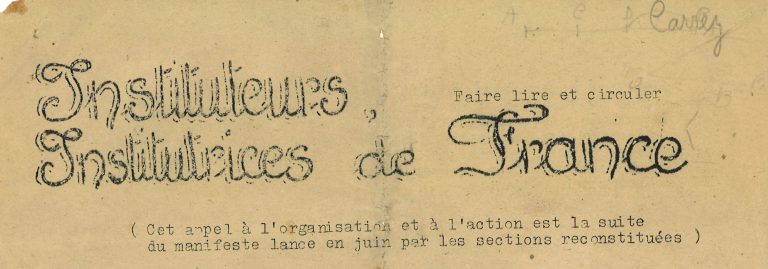 Carrez
Instituteurs,
Faire lire et circuler
Institutrices de France
( Cet appel à l'organisation et à l'action est la suite
du manifeste lance en juin par les sections reconstituées )